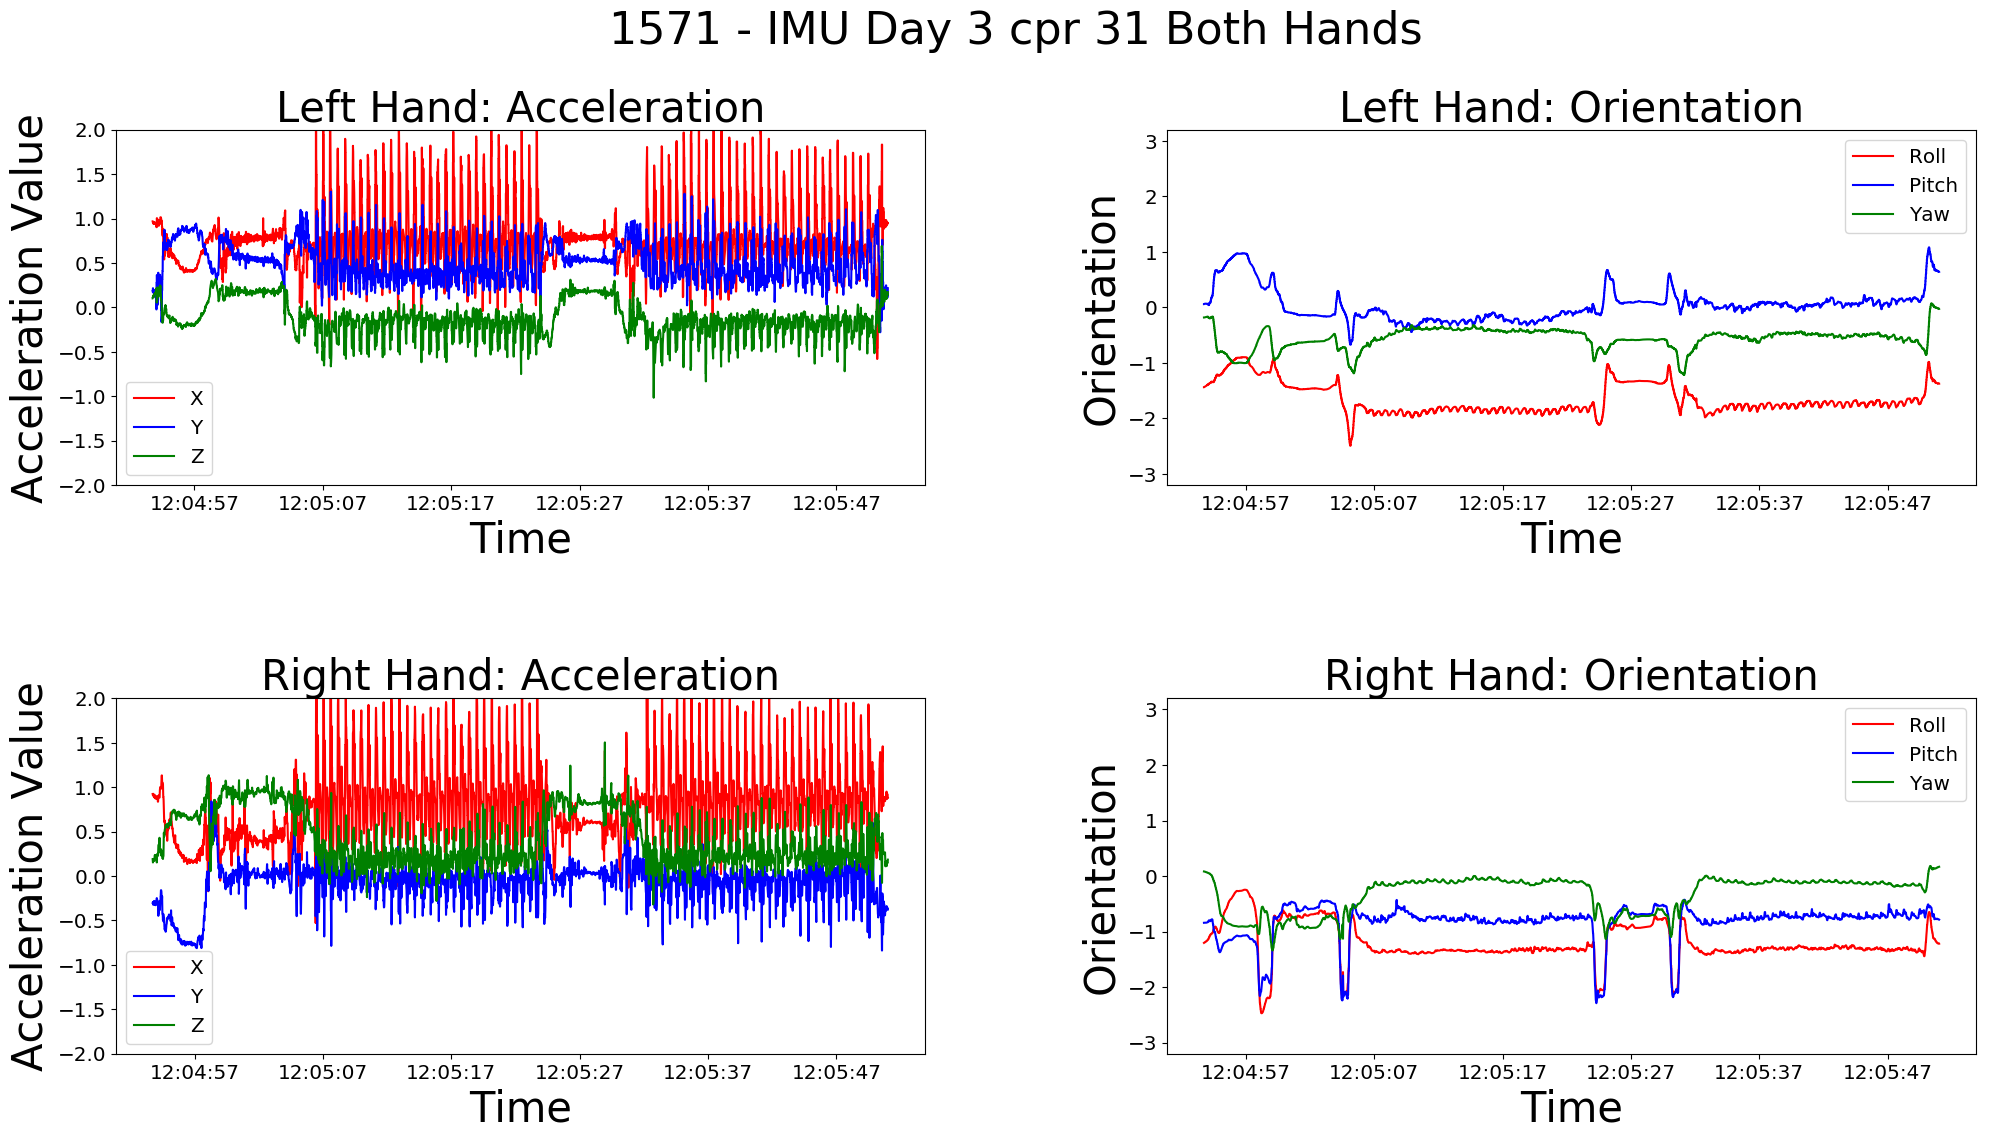 1571 - IMU Day 3 cpr 31 Both Hands
Left Hand: Acceleration
Acceleration Value
2.0
1.5
1.0
0.5
0.0
−0.5
−1.0
−1.5
−2.0
X
Y
Z
12:04:57 12:05:07 12:05:17 12:05:27 12:05:37 12:05:47
Time
Left Hand: Orientation
Orientation
3
2
1
0
−1
−2
−3
Roll
Pitch
Yaw
12:04:57 12:05:07 12:05:17 12:05:27 12:05:37 12:05:47
Time
Right Hand: Acceleration
Acceleration Value
2.0
1.5
1.0
0.5
0.0
−0.5
−1.0
−1.5
−2.0
X
Y
Z
12:04:57 12:05:07 12:05:17 12:05:27 12:05:37 12:05:47
Time
Right Hand: Orientation
Orientation
3
2
1
0
−1
−2
−3
Roll
Pitch
Yaw
12:04:57 12:05:07 12:05:17 12:05:27 12:05:37 12:05:47
Time